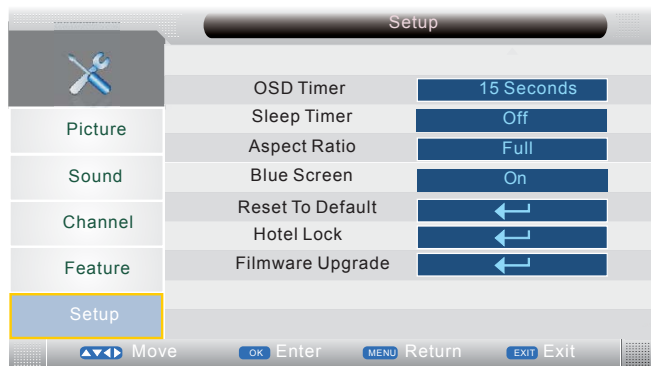 Setup
OSD Timer 15 Seconds
Sleep Timer Off
Picture
Aspect Ratio Full
Sound
Blue Screen On
Reset To Default
Channel
Hotel Lock
Feature
Filmware Upgrade
Setup
Move OK Enter MENU Return EXIT Exit